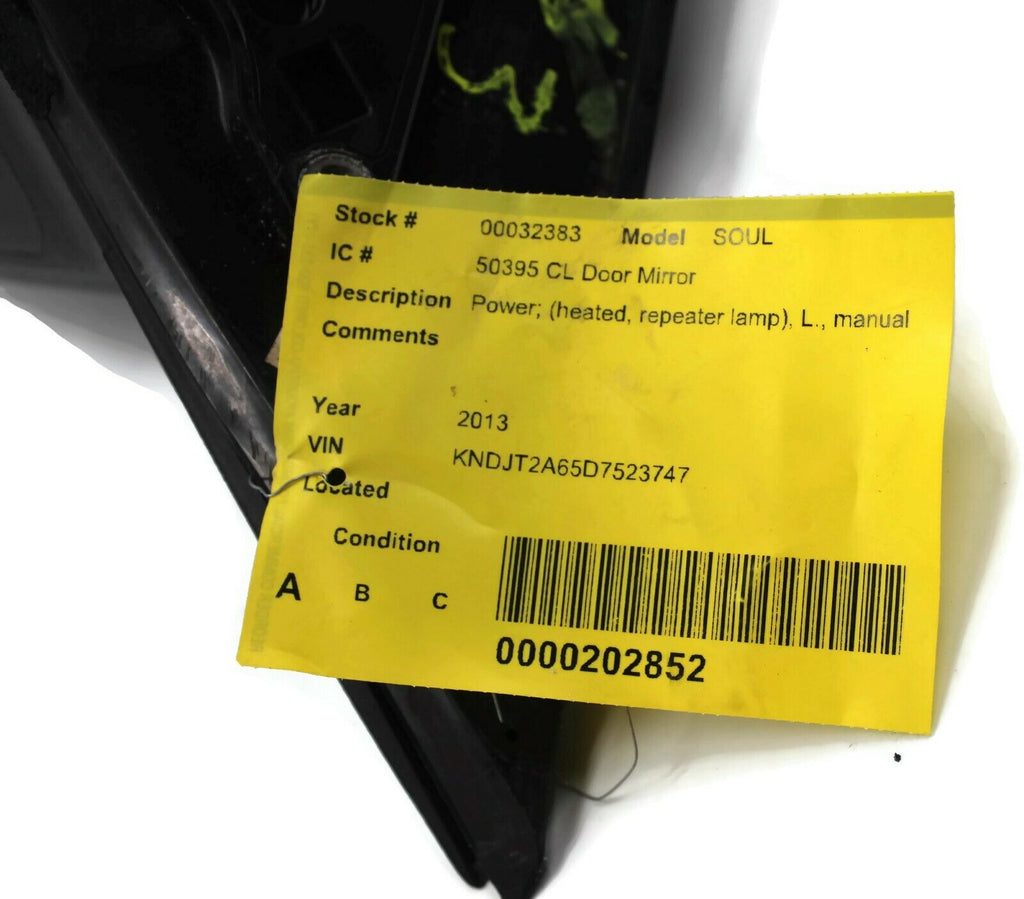 Stock # 00032383 Model SOUL
IC # 50395 CL Door Mirror
Description Power; (heated, repeater lamp), L., manual
Comments
Year 2013
VIN KNDJT2A65D7523747
Located
Condition
A B C
0000202852